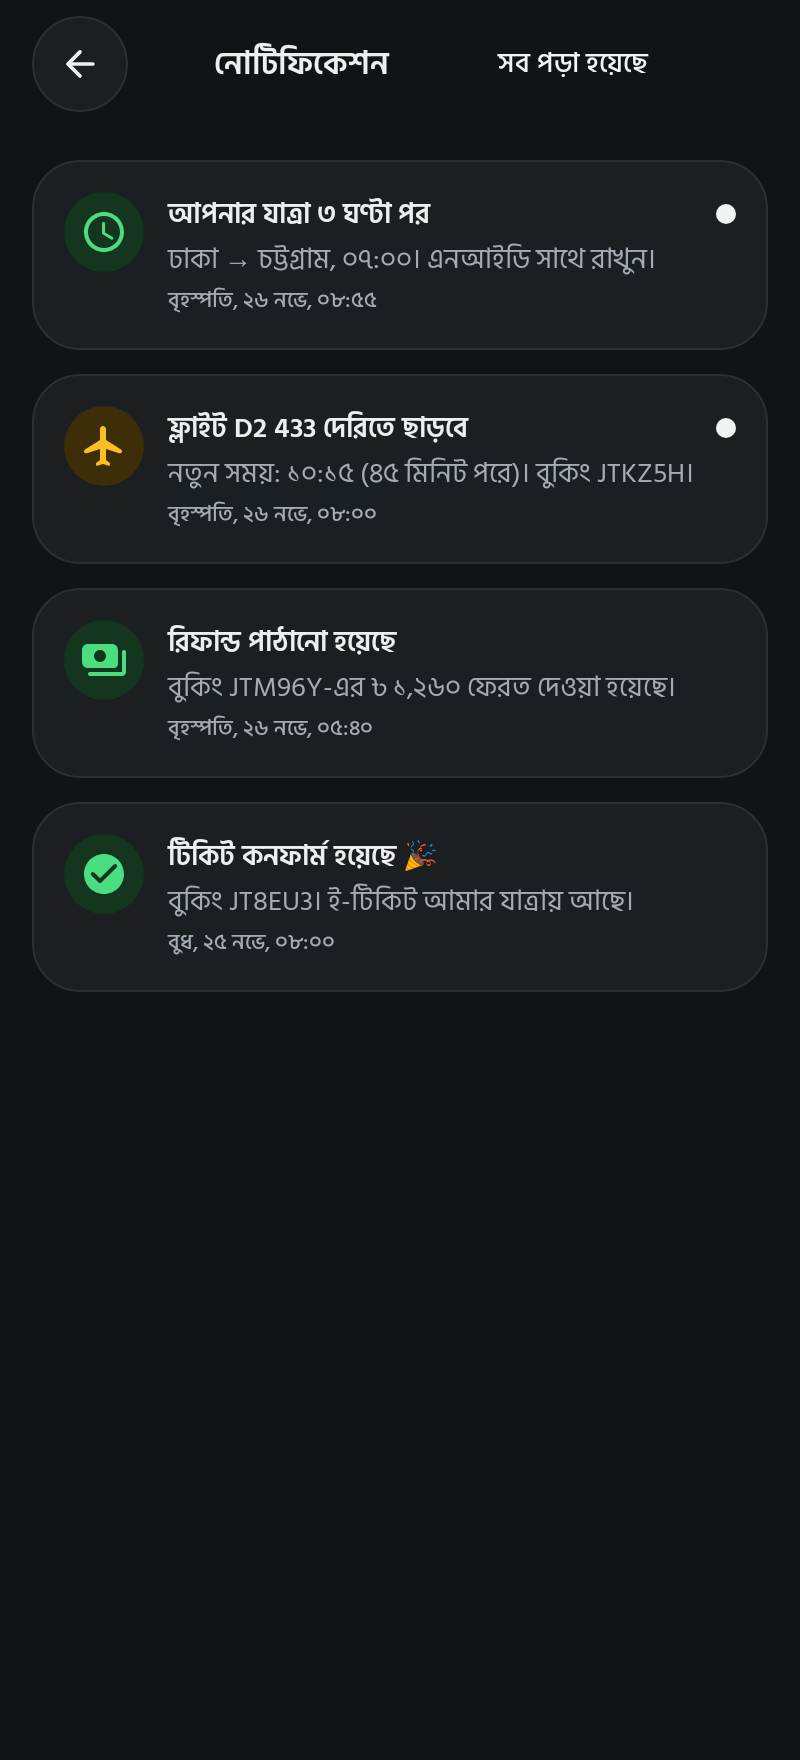 নোটিফিকেশন
সব পড়া হয়েছে
আপনার যাত্রা ৩ ঘণ্টা পর
ঢাকা → চট্টগ্রাম, ০৭:০০। এনআইডি সাথে রাখুন।
বৃহস্পতি, ২৬ নভে, ০৮:৫৫
ফ্লাইট D2 433 দেরিতে ছাড়বে
নতুন সময়: ১০:১৫ (৪৫ মিনিট পরে)। বুকিং JTKZ5H।
বৃহস্পতি, ২৬ নভে, ০৮:০০
রিফান্ড পাঠানো হয়েছে
বুকিং JTM96Y-এর ৳ ১,২৬০ ফেরত দেওয়া হয়েছে।
বৃহস্পতি, ২৬ নভে, ০৫:৪০
টিকিট কনফার্ম হয়েছে 🎉
বুকিং JT8EU3। ই-টিকিট আমার যাত্রায় আছে।
বুধ, ২৫ নভে, ০৮:০০